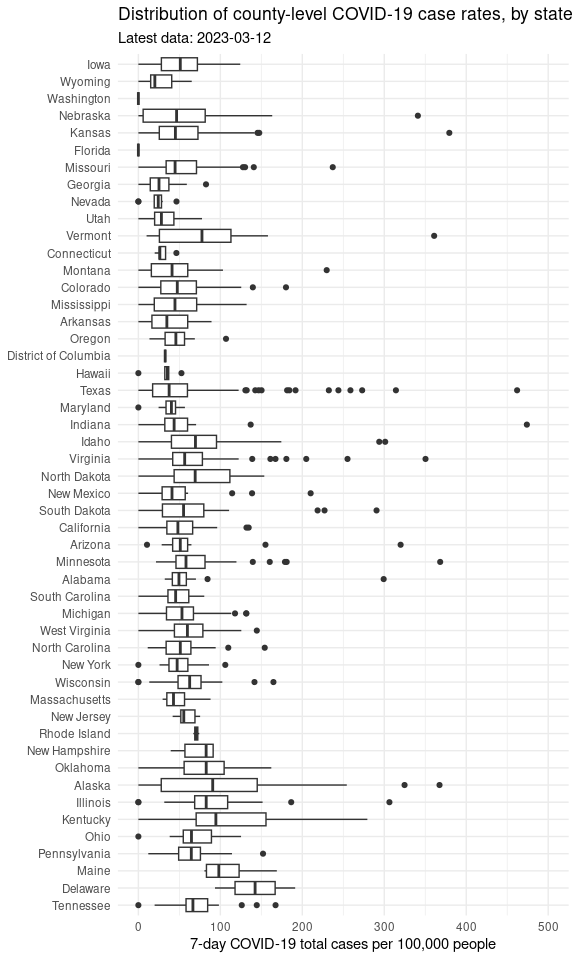 Distribution of county-level COVID-19 case rates, by state
Latest data: 2023-03-12
Iowa
Wyoming
Washington
Nebraska
Kansas
Florida
Missouri
Georgia
Nevada
Utah
Vermont
Connecticut
Montana
Colorado
Mississippi
Arkansas
Oregon
District of Columbia
Hawaii
Texas
Maryland
Indiana
Idaho
Virginia
North Dakota
New Mexico
South Dakota
California
Arizona
Minnesota
Alabama
South Carolina
Michigan
West Virginia
North Carolina
New York
Wisconsin
Massachusetts
New Jersey
Rhode Island
New Hampshire
Oklahoma
Alaska
Illinois
Kentucky
Ohio
Pennsylvania
Maine
Delaware
Tennessee
0 100 200 300 400 500
7-day COVID-19 total cases per 100,000 people